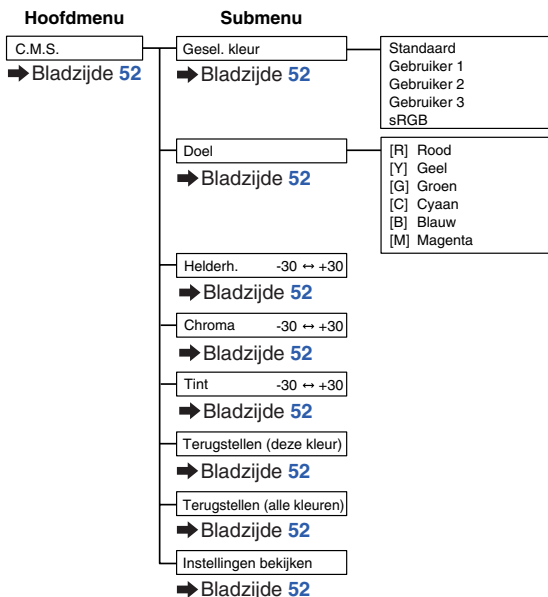 Hoofdmenu Submenu
C.M.S.
➡ Bladzijde 52
Gesel. kleur
➡ Bladzijde 52
Standaard
Gebruiker 1
Gebruiker 2
Gebruiker 3
sRGB
Doel
➡ Bladzijde 52
[R] Rood
[Y] Geel
[G] Groen
[C] Cyaan
[B] Blauw
[M] Magenta
Helderh. -30 ↔ +30
➡ Bladzijde 52
Chroma -30 ↔ +30
➡ Bladzijde 52
Tint -30 ↔ +30
➡ Bladzijde 52
Terugstellen (deze kleur)
➡ Bladzijde 52
Terugstellen (alle kleuren)
➡ Bladzijde 52
Instellingen bekijken
➡ Bladzijde 52